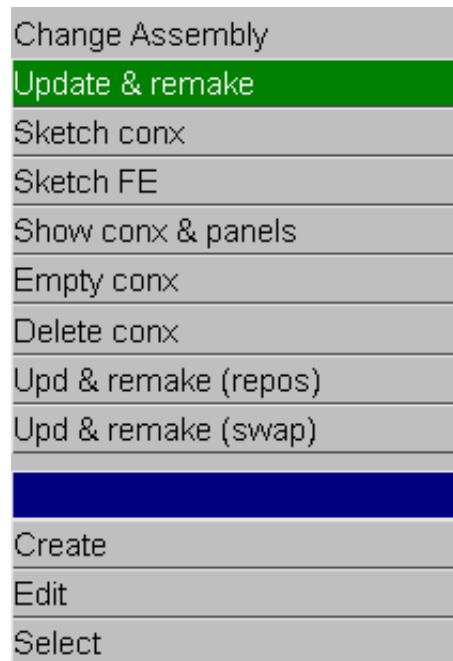 Change Assembly
Update & remake
Sketch conx
Sketch FE
Show conx & panels
Empty conx
Delete conx
Upd & remake (repos)
Upd & remake (swap)
Create
Edit
Select